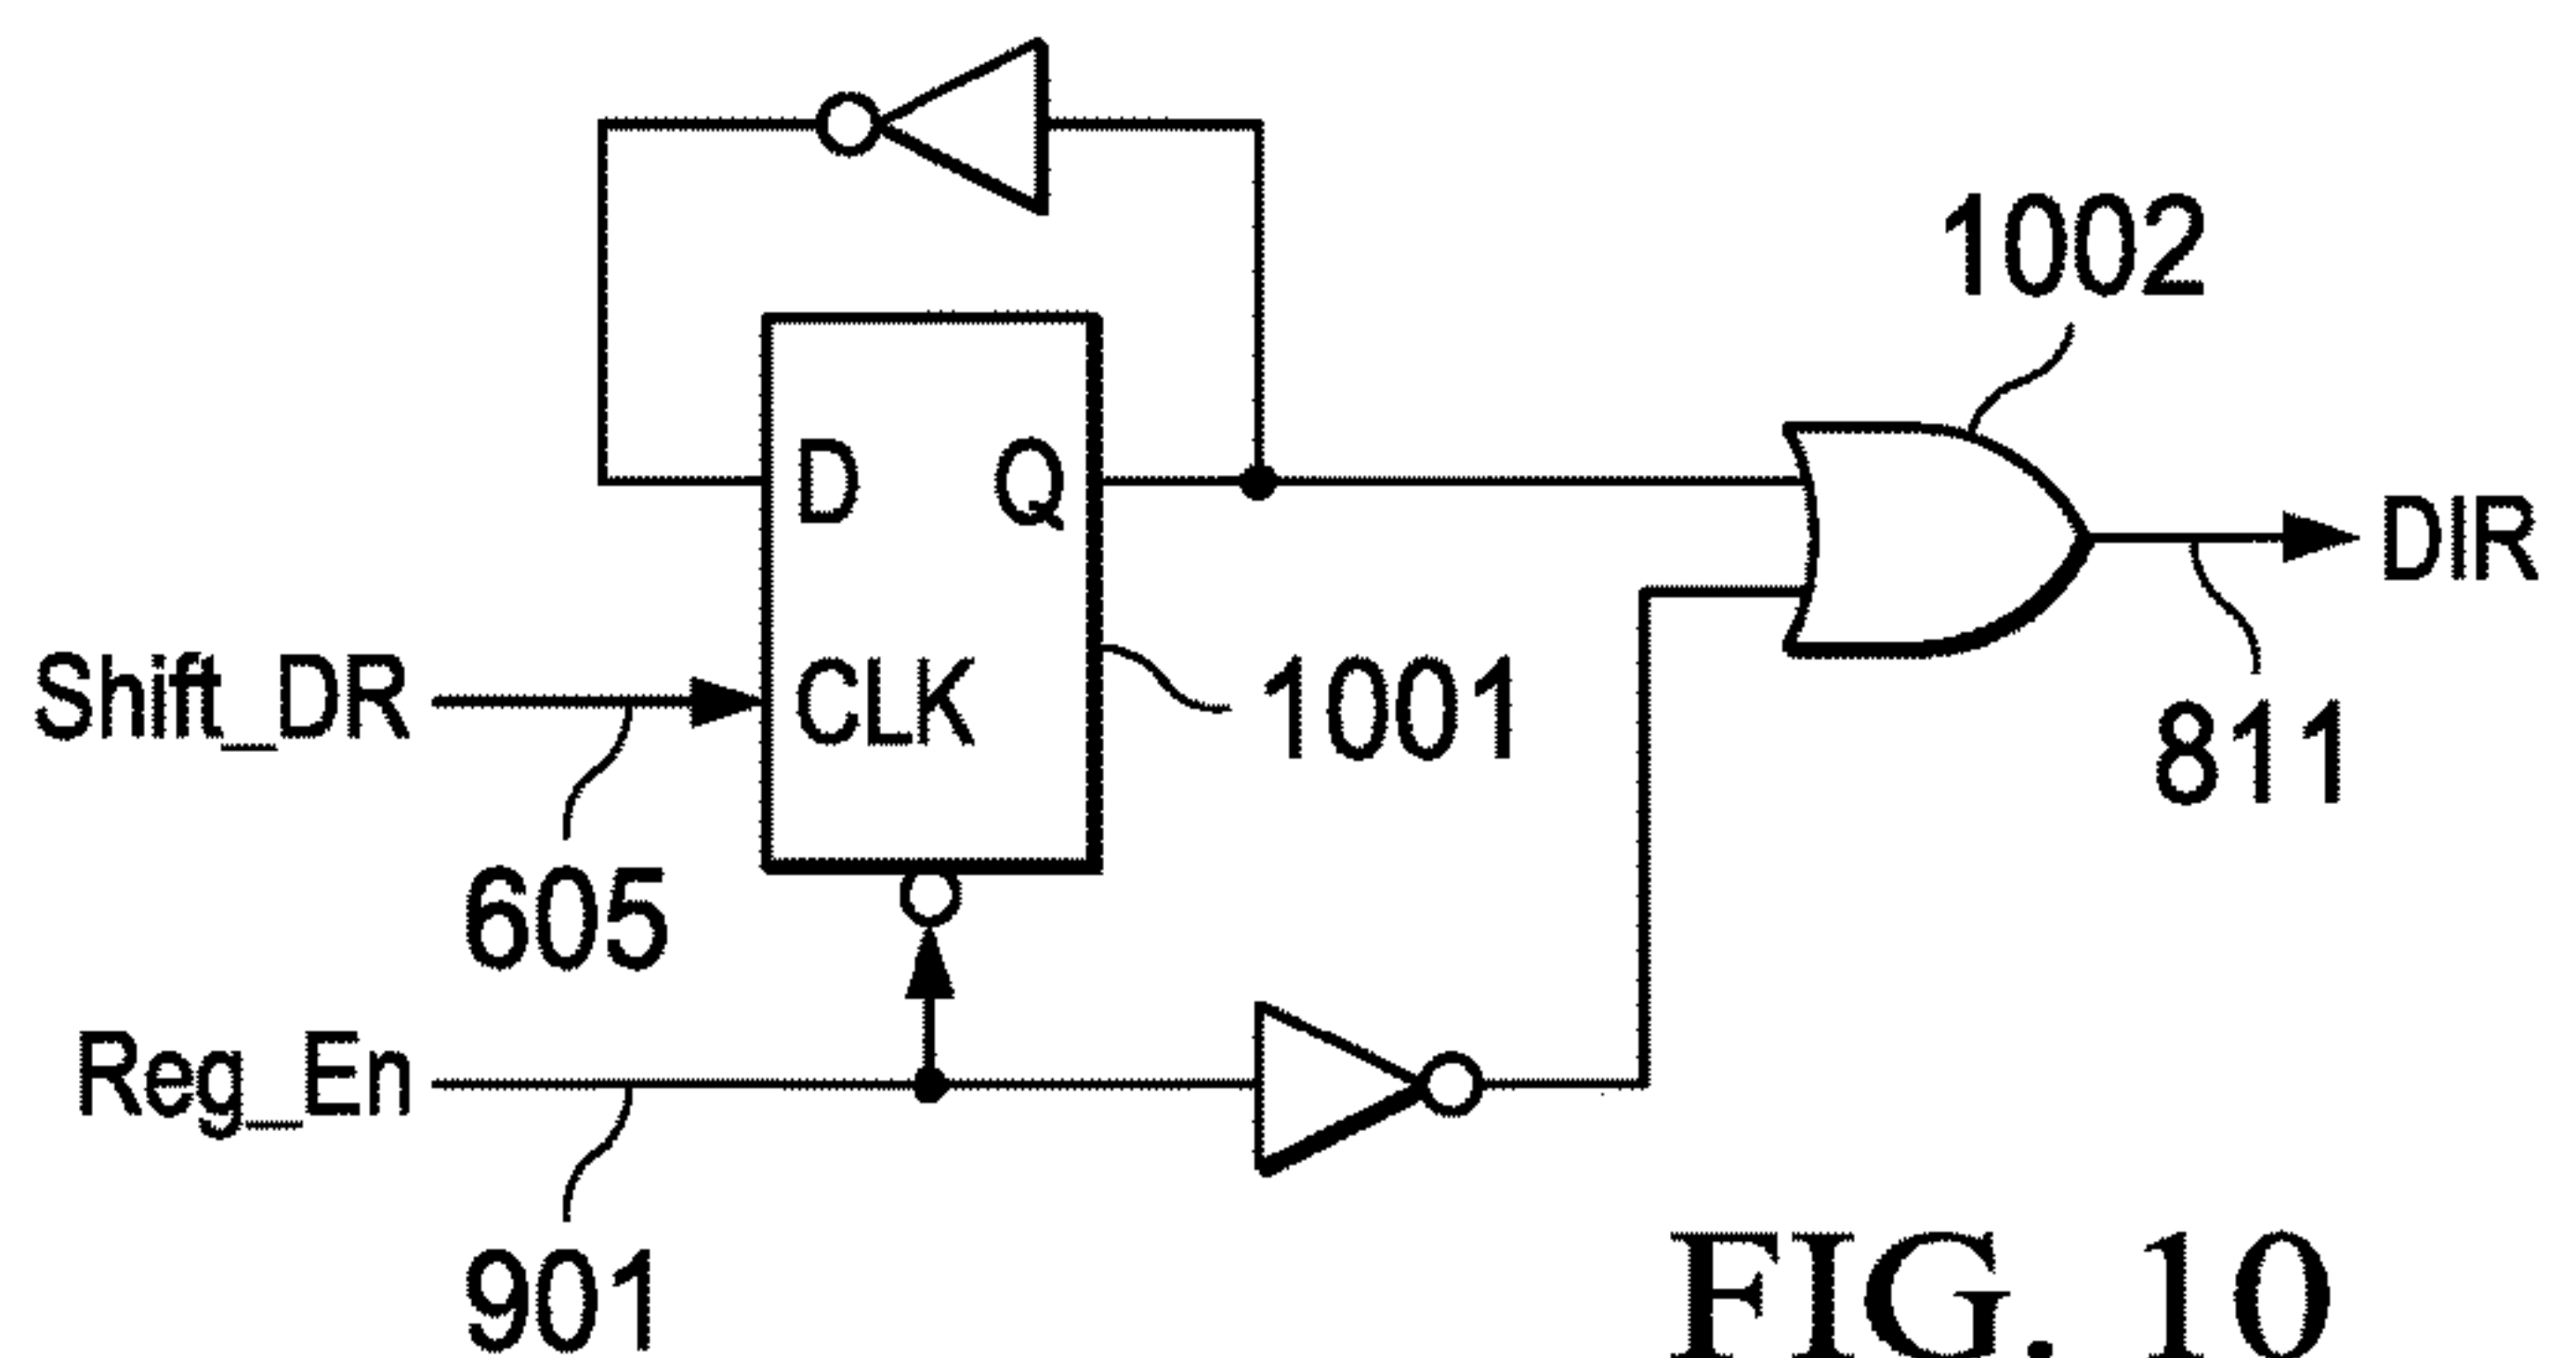 1002
D
Q
DIR
Shift_DR
CLK
1001
811
605
Reg_En
901
FIG. 10